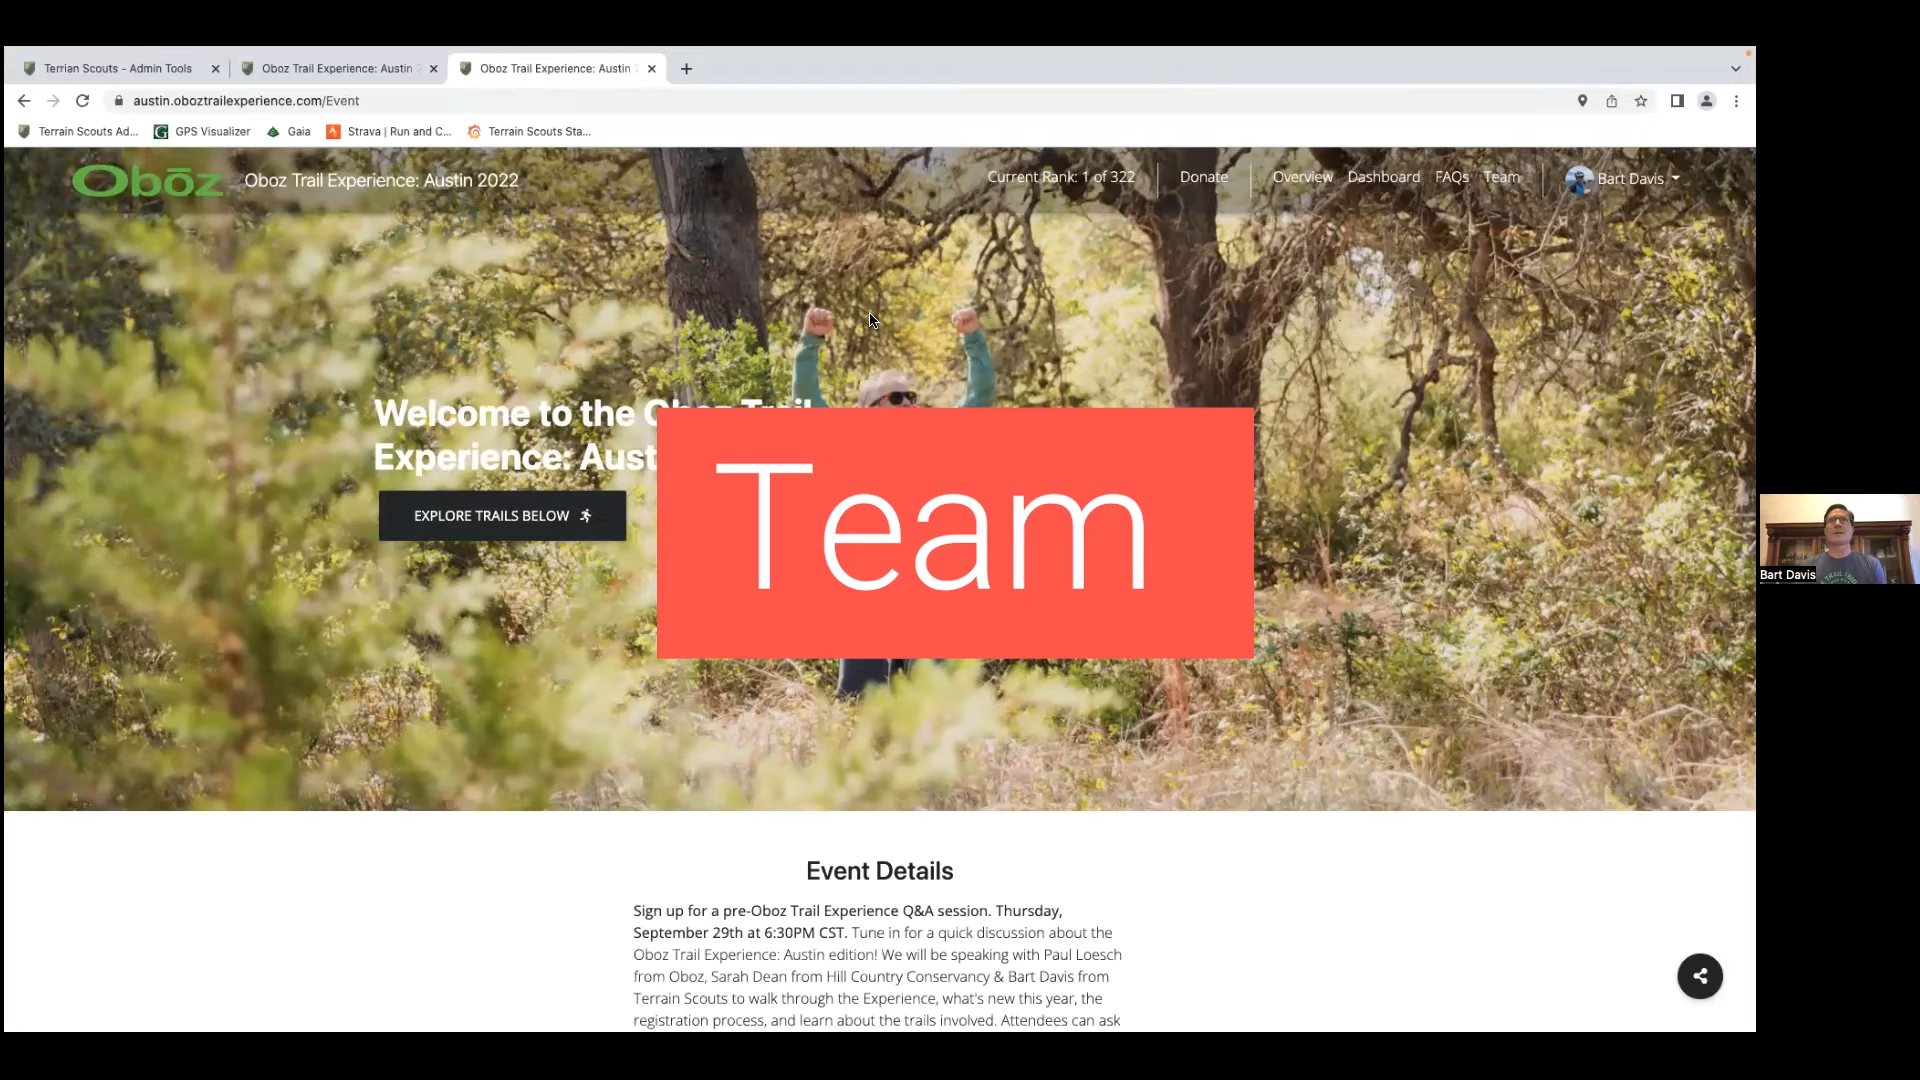 Terrian Scouts - Admin Tools
Oboz Trail Experience: Austin
Oboz Trail Experience: Austin 2
austin.oboztrailexperience.com/Event
Terrain Scouts Ad...
GPS Visualizer
Gaia
Strava | Run and C...
Terrain Scouts Sta...
Obōz
Oboz Trail Experience: Austin 2022
Current Rank: 1 of 322
Donate
Overview
Dashboard
FAQs
Team
Bart Davis
Welcome to the Oboz Trail
Experience: Aust
EXPLORE TRAILS BELOW
Team
Bart Davis
Event Details
Sign up for a pre-Oboz Trail Experience Q&A session. Thursday,
September 29th at 6:30PM CST. Tune in for a quick discussion about the
Oboz Trail Experience: Austin edition! We will be speaking with Paul Loesch
from Oboz, Sarah Dean from Hill Country Conservancy & Bart Davis from
Terrain Scouts to walk through the Experience, what's new this year, the
registration process, and learn about the trails involved. Attendees can ask